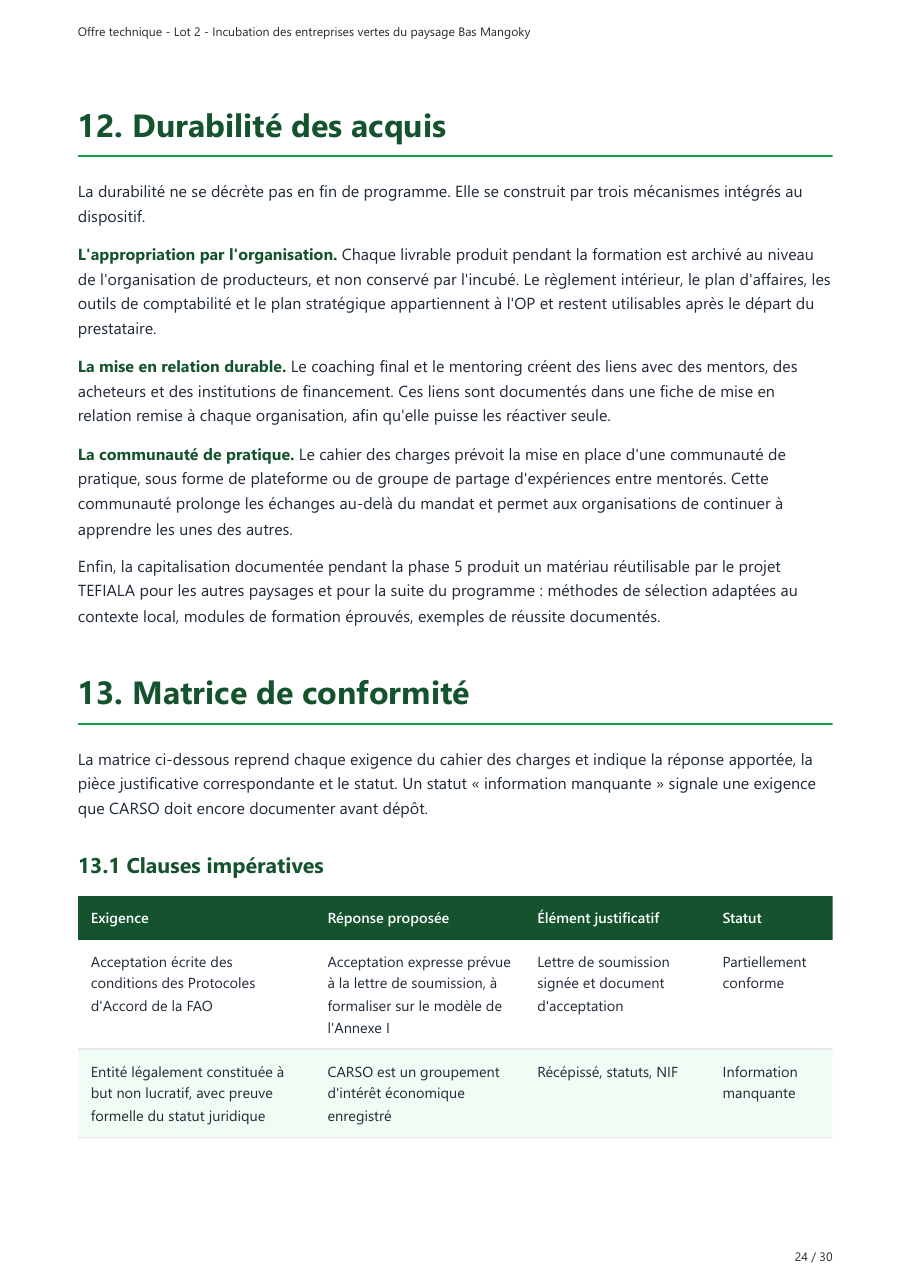 Offre technique - Lot 2 - Incubation des entreprises vertes du paysage Bas Mangoky
12. Durabilité des acquis
La durabilité ne se décrète pas en fin de programme. Elle se construit par trois mécanismes intégrés au
dispositif.
L'appropriation par l'organisation. Chaque livrable produit pendant la formation est archivé au niveau
de l'organisation de producteurs, et non conservé par l'incubé. Le règlement intérieur, le plan d'affaires, les
outils de comptabilité et le plan stratégique appartiennent à l'OP et restent utilisables après le départ du
prestataire.
La mise en relation durable. Le coaching final et le mentoring créent des liens avec des mentors, des
acheteurs et des institutions de financement. Ces liens sont documentés dans une fiche de mise en
relation remise à chaque organisation, afin qu'elle puisse les réactiver seule.
La communauté de pratique. Le cahier des charges prévoit la mise en place d'une communauté de
pratique, sous forme de plateforme ou de groupe de partage d'expériences entre mentorés. Cette
communauté prolonge les échanges au-delà du mandat et permet aux organisations de continuer à
apprendre les unes des autres.
Enfin, la capitalisation documentée pendant la phase 5 produit un matériau réutilisable par le projet
TEFIALA pour les autres paysages et pour la suite du programme : méthodes de sélection adaptées au
contexte local, modules de formation éprouvés, exemples de réussite documentés.
13. Matrice de conformité
La matrice ci-dessous reprend chaque exigence du cahier des charges et indique la réponse apportée, la
pièce justificative correspondante et le statut. Un statut « information manquante » signale une exigence
que CARSO doit encore documenter avant dépôt.
13.1 Clauses impératives
Exigence
Réponse proposée
Élément justificatif
Statut
Acceptation écrite des
conditions des Protocoles
d'Accord de la FAO
Acceptation expresse prévue
à la lettre de soumission, à
formaliser sur le modèle de
l'Annexe I
Lettre de soumission
signée et document
d'acceptation
Partiellement
conforme
Entité légalement constituée à
but non lucratif, avec preuve
formelle du statut juridique
CARSO est un groupement
d'intérêt économique
enregistré
Récépissé, statuts, NIF
Information
manquante
24 / 30